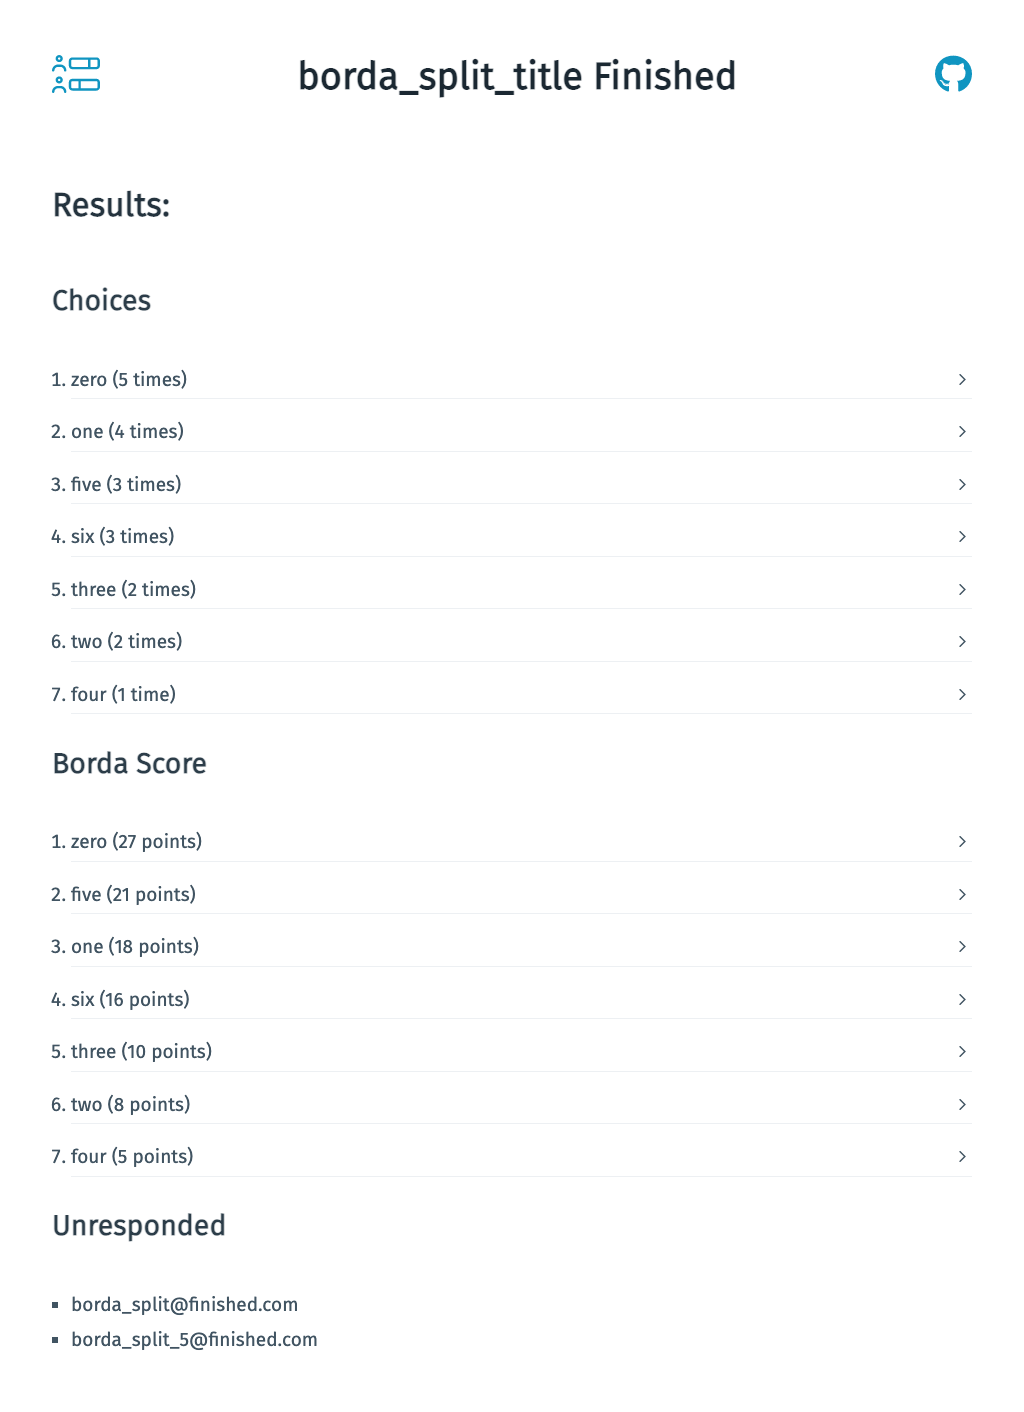 borda_split_title Finished
Results:
Choices
1. zero (5 times)
2. one (4 times)
3. five (3 times)
4. six (3 times)
5. three (2 times)
6. two (2 times)
7. four (1 time)
Borda Score
1. zero (27 points)
2. five (21 points)
3. one (18 points)
4. six (16 points)
5. three (10 points)
6. two (8 points)
7. four (5 points)
Unresponded
borda_split@finished.com
borda_split_5@finished.com